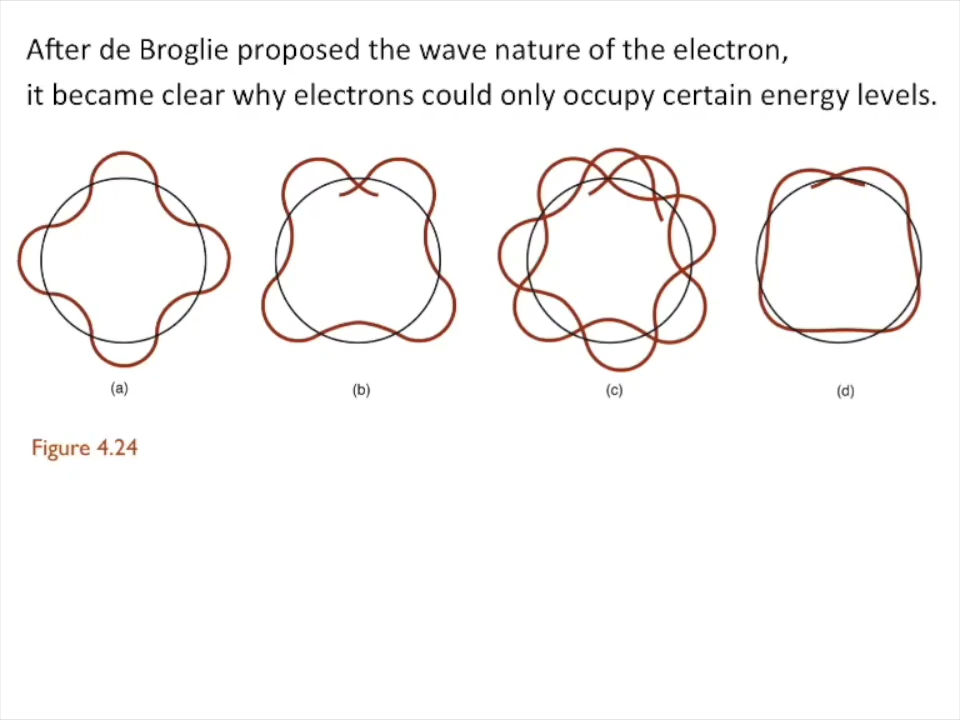 After de Broglie proposed the wave nature of the electron,
it became clear why electrons could only occupy certain energy levels.
(a)
(b)
(c)
(d)
Figure 4.24